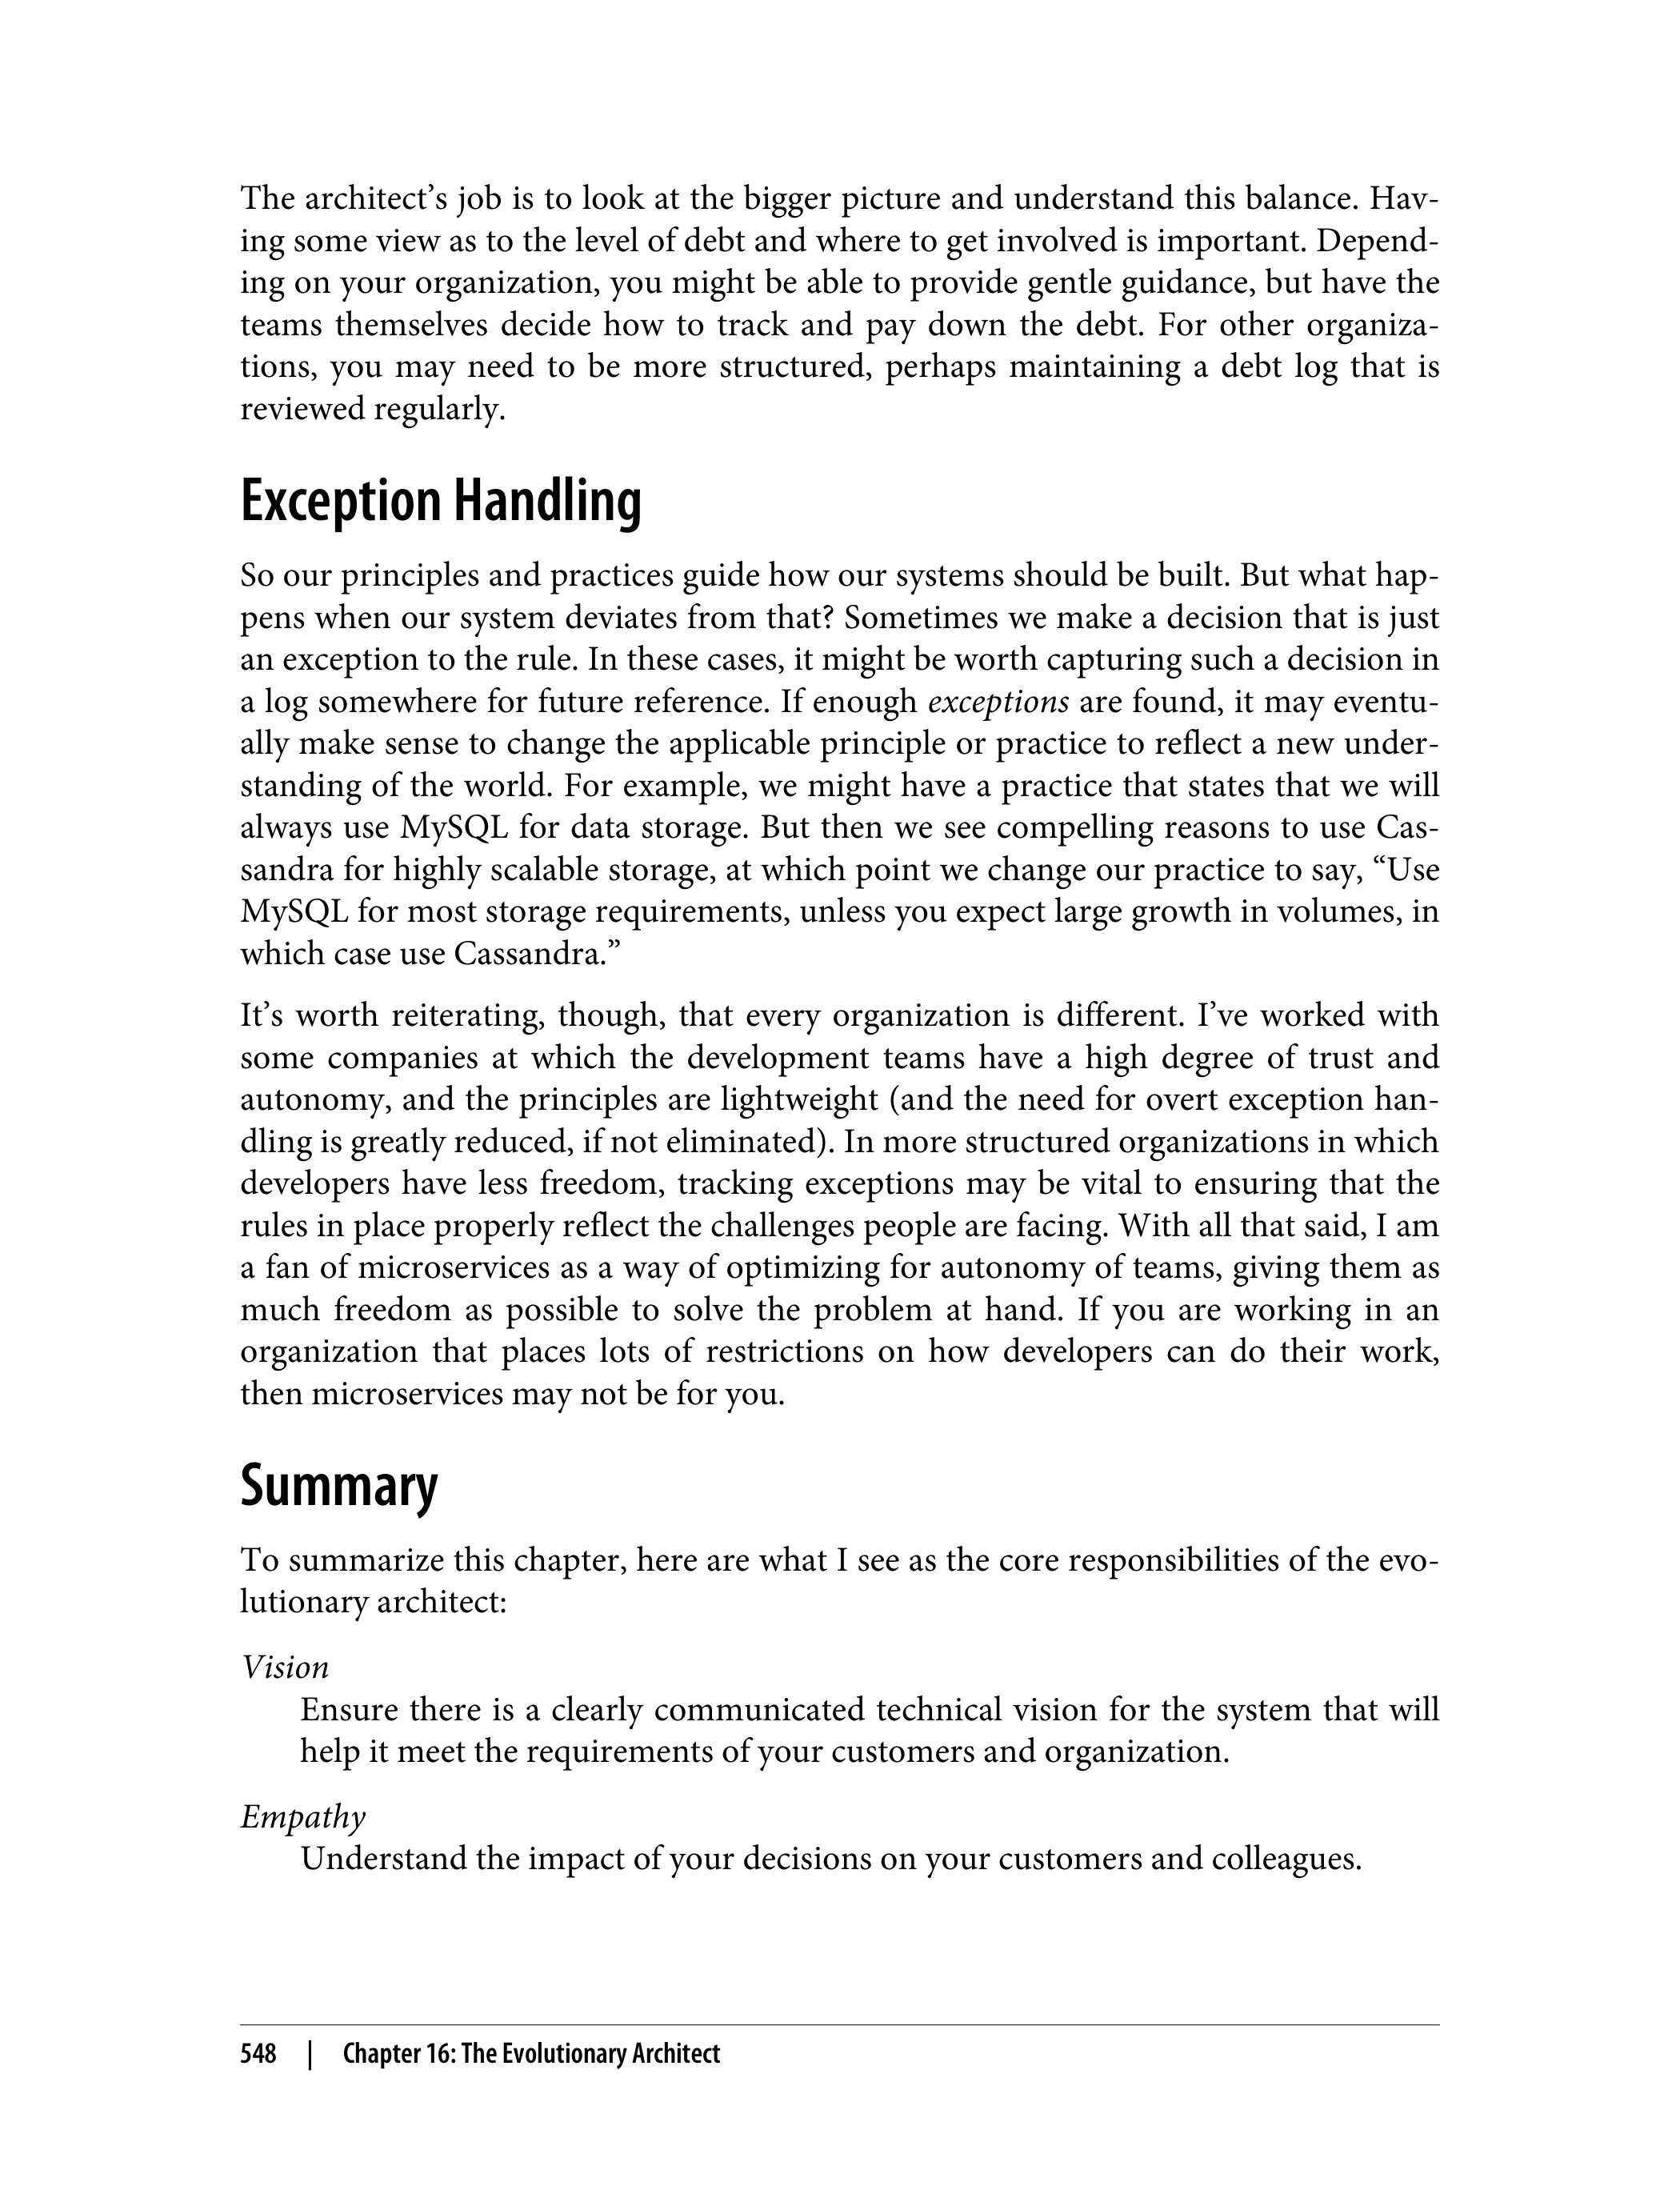 The architect’s job is to look at the bigger picture and understand this balance. Hav-
ing some view as to the level of debt and where to get involved is important. Depend-
ing on your organization, you might be able to provide gentle guidance, but have the
teams themselves decide how to track and pay down the debt. For other organiza-
tions, you may need to be more structured, perhaps maintaining a debt log that is
reviewed regularly.
Exception Handling
So our principles and practices guide how our systems should be built. But what hap-
pens when our system deviates from that? Sometimes we make a decision that is just
an exception to the rule. In these cases, it might be worth capturing such a decision in
a log somewhere for future reference. If enough exceptions are found, it may eventu-
ally make sense to change the applicable principle or practice to reflect a new under-
standing of the world. For example, we might have a practice that states that we will
always use MySQL for data storage. But then we see compelling reasons to use Cas-
sandra for highly scalable storage, at which point we change our practice to say, “Use
MySQL for most storage requirements, unless you expect large growth in volumes, in
which case use Cassandra.”
It’s worth reiterating, though, that every organization is different. I’ve worked with
some companies at which the development teams have a high degree of trust and
autonomy, and the principles are lightweight (and the need for overt exception han-
dling is greatly reduced, if not eliminated). In more structured organizations in which
developers have less freedom, tracking exceptions may be vital to ensuring that the
rules in place properly reflect the challenges people are facing. With all that said, I am
a fan of microservices as a way of optimizing for autonomy of teams, giving them as
much freedom as possible to solve the problem at hand. If you are working in an
organization that places lots of restrictions on how developers can do their work,
then microservices may not be for you.
Summary
To summarize this chapter, here are what I see as the core responsibilities of the evo-
lutionary architect:
Vision
Ensure there is a clearly communicated technical vision for the system that will
help it meet the requirements of your customers and organization.
Empathy
Understand the impact of your decisions on your customers and colleagues.
548 | Chapter 16: The Evolutionary Architect